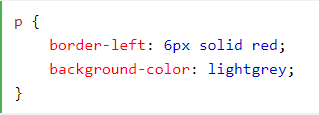 p {
    border-left: 6px solid red;
    background-color: lightgrey;
}